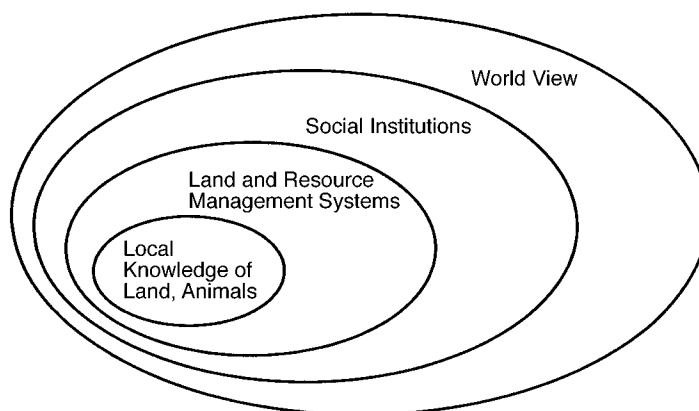 World View
Social Institutions
Land and Resource
Management Systems
Local
Knowledge of
Land, Animals